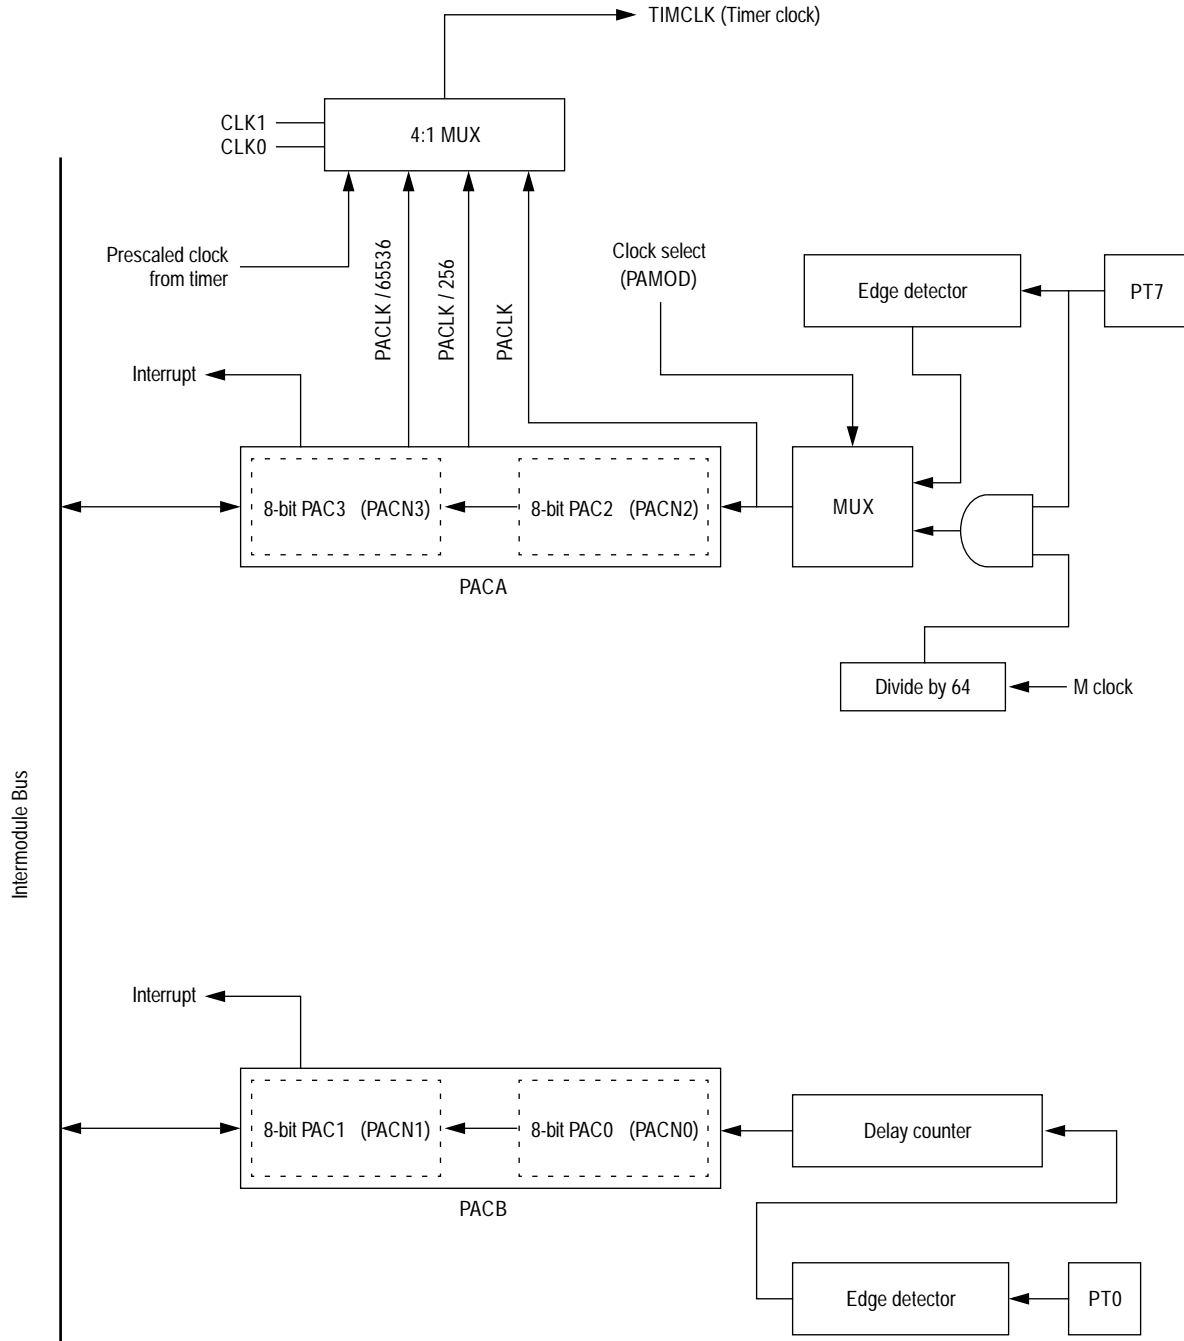 TIMCLK (Timer clock)
CLK1
CLK0
4:1 MUX
Prescaled clock
from timer
PACLK / 65536
PACLK / 256
PACLK
Clock select
(PAMOD)
Edge detector
PT7
Interrupt
8-bit PAC3 (PACN3)
8-bit PAC2 (PACN2)
MUX
PACA
Divide by 64
M clock
Intermodule Bus
Interrupt
8-bit PAC1 (PACN1)
8-bit PAC0 (PACN0)
Delay counter
PACB
Edge detector
PT0